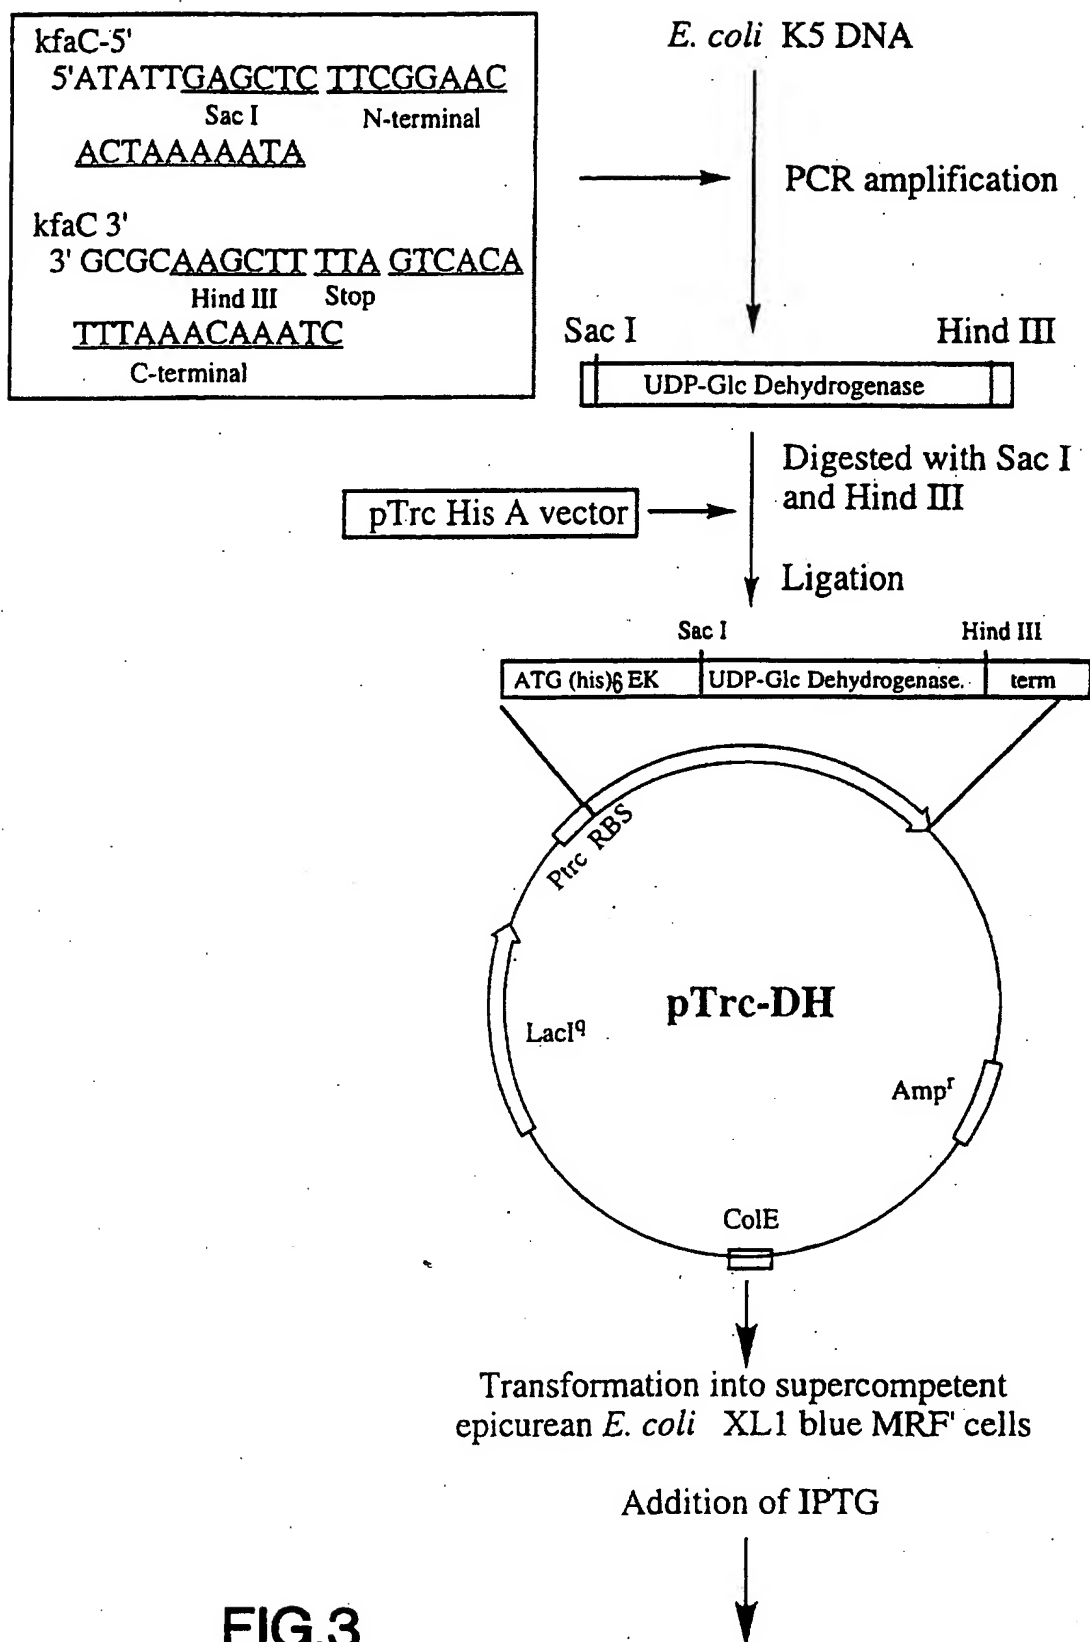 kfaC-5'
5'ATATTGAGCTC TTCGGAAC
Sac I N-terminal
ACTAAAAATA
kfaC 3'
3' GCGCAAGCTT TTA GTCACA
Hind III Stop
TTTAAACAAATC
C-terminal
E. coli K5 DNA
PCR amplification
Sac I Hind III
UDP-Glc Dehydrogenase
Digested with Sac I
and Hind III
pTrc His A vector
Ligation
Sac I Hind III
ATG (his)6 EK UDP-Glc Dehydrogenase. term
Ptrc RBS
pTrc-DH
LacIq
Ampr
ColE
Transformation into supercompetent
epicurean E. coli XL1 blue MRF' cells
Addition of IPTG
FIG.3